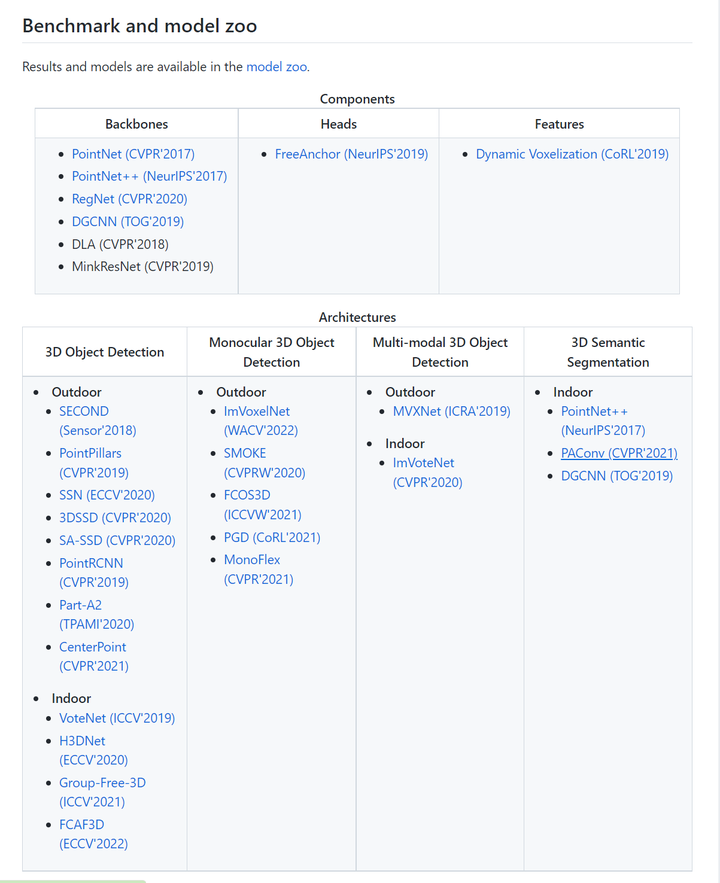 Benchmark and model zoo
Results and models are available in the model zoo.
Components
Backbones
Heads
Features
PointNet (CVPR'2017)
PointNet++ (NeurIPS'2017)
RegNet (CVPR'2020)
DGCNN (TOG'2019)
DLA (CVPR'2018)
MinkResNet (CVPR'2019)
FreeAnchor (NeurIPS'2019)
Dynamic Voxelization (CoRL'2019)
Architectures
3D Object Detection
Monocular 3D Object
Detection
Multi-modal 3D Object
Detection
3D Semantic
Segmentation
Outdoor
SECOND
(Sensor'2018)
PointPillars
(CVPR'2019)
SSN (ECCV'2020)
3DSSD (CVPR'2020)
SA-SSD (CVPR'2020)
PointRCNN
(CVPR'2019)
Part-A2
(TPAMI'2020)
CenterPoint
(CVPR'2021)
Indoor
VoteNet (ICCV'2019)
H3DNet
(ECCV'2020)
Group-Free-3D
(ICCV'2021)
FCAF3D
(ECCV'2022)
Outdoor
ImVoxelNet
(WACV'2022)
SMOKE
(CVPRW'2020)
FCOS3D
(ICCVW'2021)
PGD (CoRL'2021)
MonoFlex
(CVPR'2021)
Outdoor
MVXNet (ICRA'2019)
Indoor
ImVoteNet
(CVPR'2020)
Indoor
PointNet++
(NeurIPS'2017)
PAConv (CVPR'2021)
DGCNN (TOG'2019)